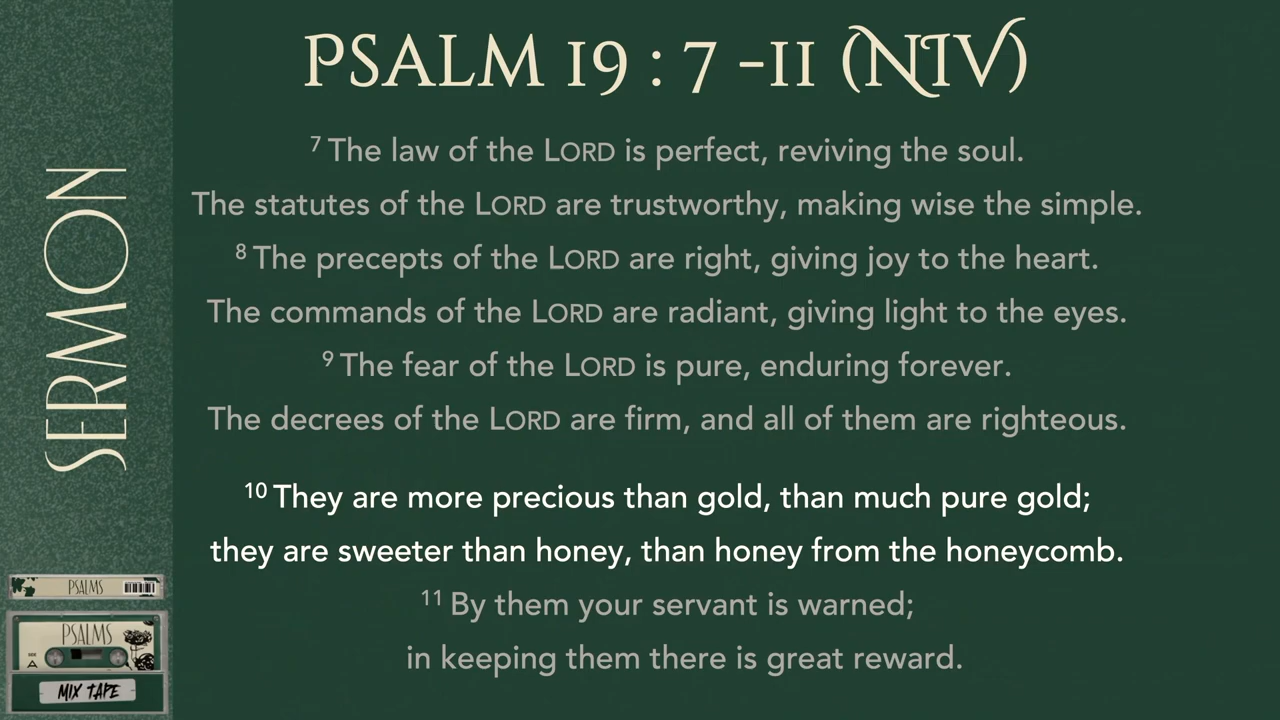 PSALM 19 : 7 -11 (NIV)
7 The law of the LORD is perfect, reviving the soul.
The statutes of the LORD are trustworthy, making wise the simple.
8 The precepts of the LORD are right, giving joy to the heart.
The commands of the LORD are radiant, giving light to the eyes.
9 The fear of the LORD is pure, enduring forever.
The decrees of the LORD are firm, and all of them are righteous.
10 They are more precious than gold, than much pure gold;
they are sweeter than honey, than honey from the honeycomb.
11 By them your servant is warned;
in keeping them there is great reward.
SERMON
PSALMS
PSALMS
A
MIX TAPE